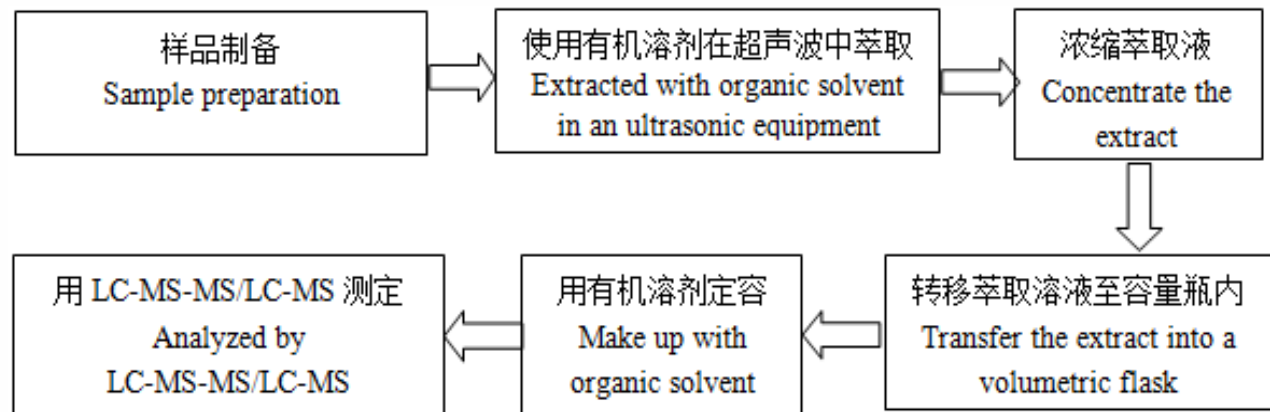 样品制备
Sample preparation
使用有机溶剂在超声波中萃取
Extracted with organic solvent
in an ultrasonic equipment
浓缩萃取液
Concentrate the
extract
转移萃取溶液至容量瓶内
Transfer the extract into a
volumetric flask
用有机溶剂定容
Make up with
organic solvent
用 LC-MS-MS/LC-MS 测定
Analyzed by
LC-MS-MS/LC-MS